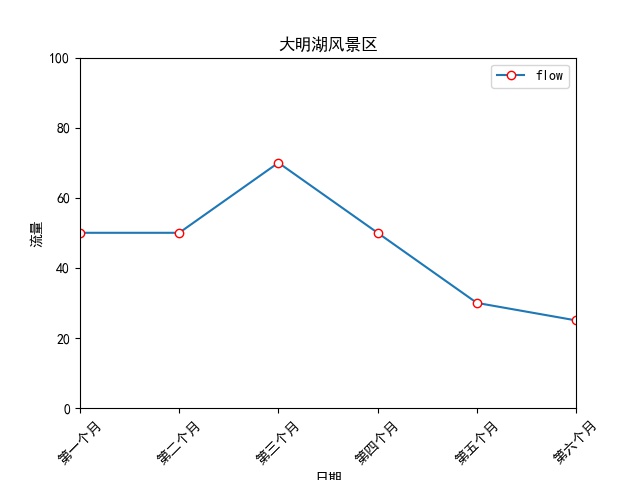 大明湖风景区
flow
100
80
60
40
20
0
流量
第一个月
第二个月
第三个月
第四个月
第五个月
第六个月
日期